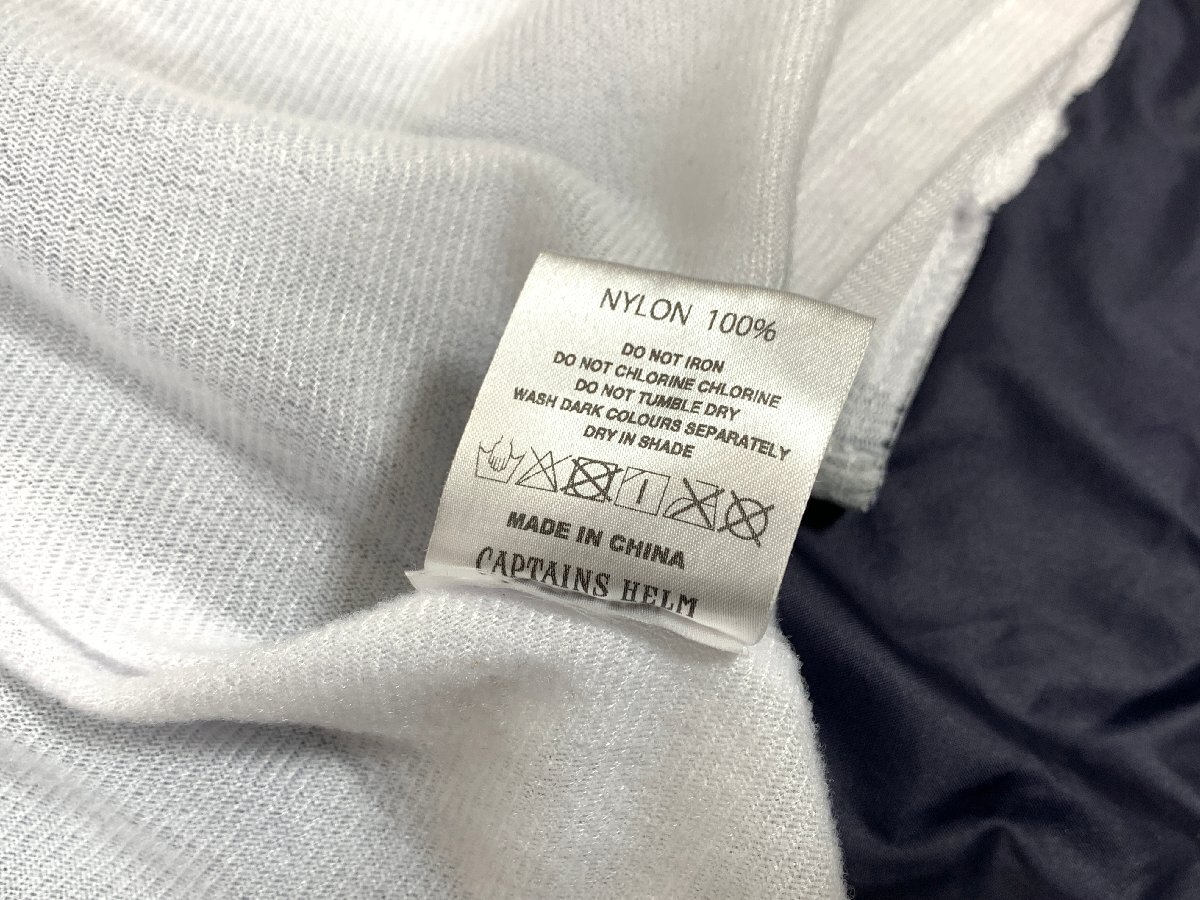 NYLON 100%
DO NOT IRON
DO NOT CHLORINE CHLORINE
DO NOT TUMBLE DRY
WASH DARK COLOURS SEPARATELY
DRY IN SHADE
MADE IN CHINA
CAPTAINS HELM